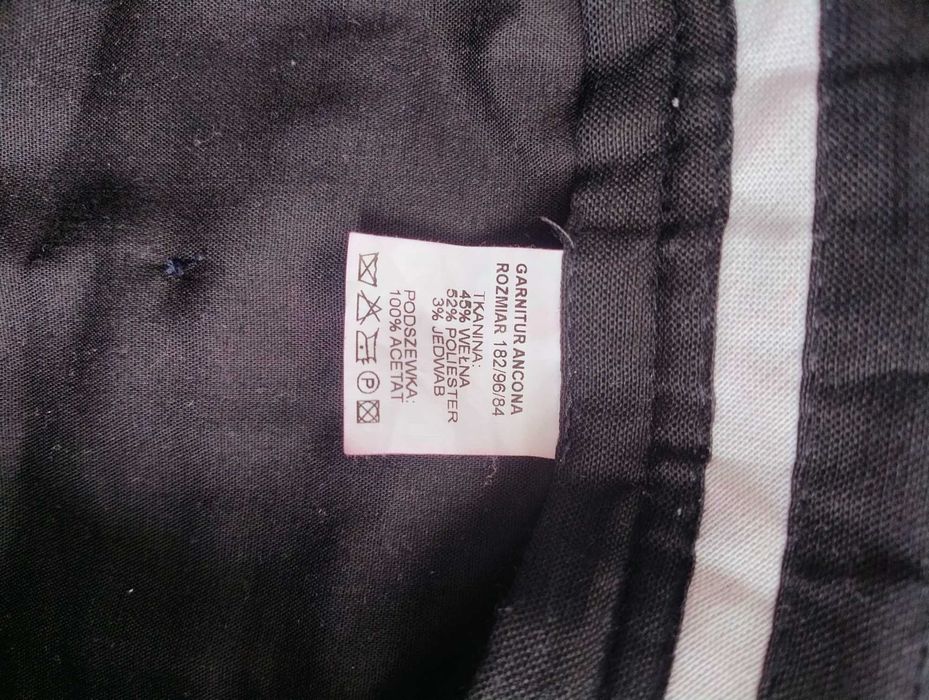 GARNITUR ANCONA
ROZMIAR 182/96/84
TKANINA:
45% WEŁNA
52% POLIESTER
3% JEDWAB
PODSZEWKA:
100% ACETAT
P